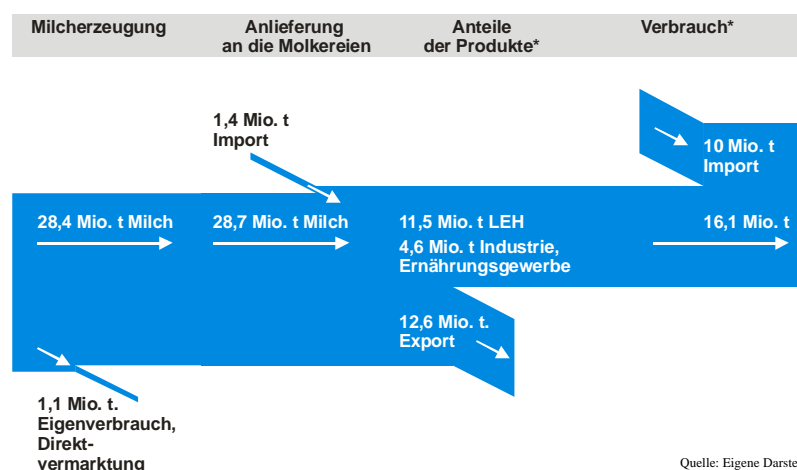 Milcherzeugung
Anlieferung
an die Molkereien
Anteile
der Produkte*
Verbrauch*
1,4 Mio. t
Import
10 Mio. t
Import
28,4 Mio. t Milch
28,7 Mio. t Milch
11,5 Mio. t LEH
4,6 Mio. t Industrie,
Ernährungsgewerbe
16,1 Mio. t
12,6 Mio. t.
Export
1,1 Mio. t.
Eigenverbrauch,
Direkt-
vermarktung
Quelle: Eigene Darste